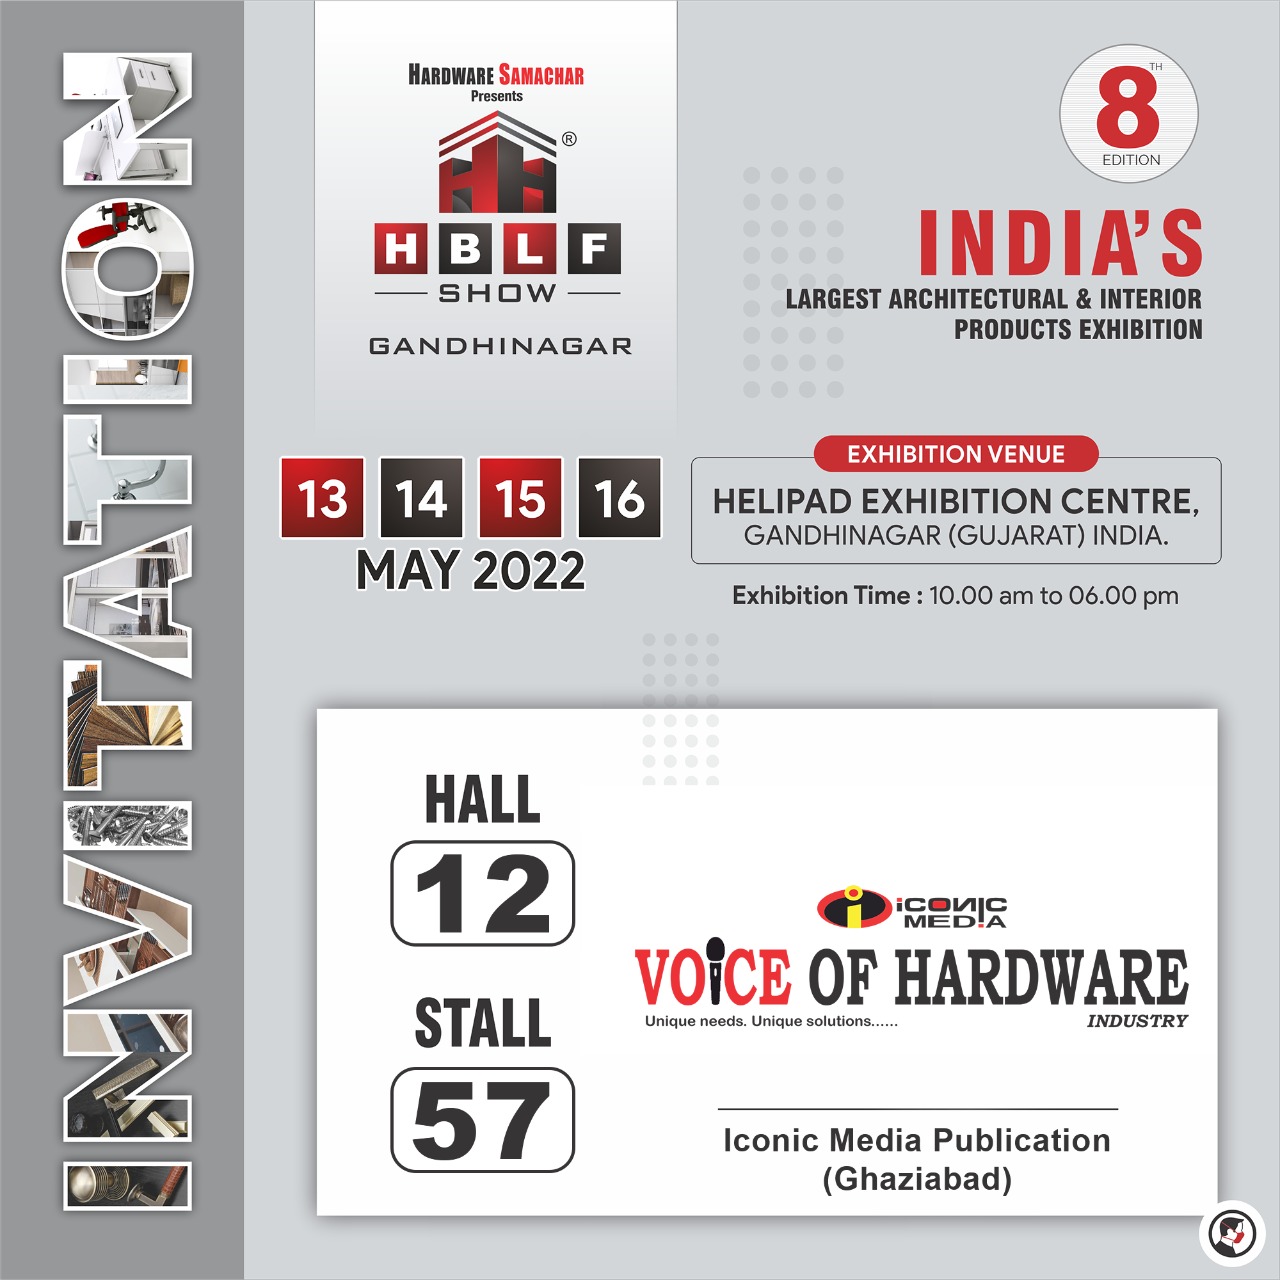 INVITATION
HARDWARE SAMACHAR
Presents
®
HBLF
SHOW
GANDHINAGAR
8TH
EDITION
INDIA'S
LARGEST ARCHITECTURAL & INTERIOR
PRODUCTS EXHIBITION
13 14 15 16
MAY 2022
EXHIBITION VENUE
HELIPAD EXHIBITION CENTRE,
GANDHINAGAR (GUJARAT) INDIA.
Exhibition Time : 10.00 am to 06.00 pm
HALL
12
STALL
57
iCONIC
MEDiA
VOiCE OF HARDWARE
Unique needs. Unique solutions......
INDUSTRY
Iconic Media Publication
(Ghaziabad)